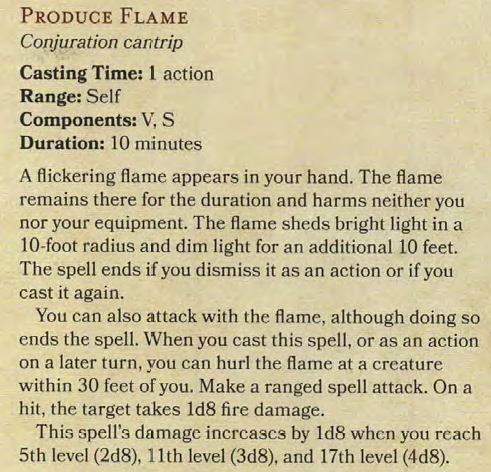 PRODUCE FLAME
Conjuration cantrip
Casting Time: 1 action
Range: Self
Components: V, S
Duration: 10 minutes
A flickering flame appears in your hand. The flame
remains there for the duration and harms neither you
nor your equipment. The flame sheds bright light in a
10-foot radius and dim light for an additional 10 feet.
The spell ends if you dismiss it as an action or if you
cast it again.
You can also attack with the flame, although doing so
ends the spell. When you cast this spell, or as an action
on a later turn, you can hurl the flame at a creature
within 30 feet of you. Make a ranged spell attack. On a
hit, the target takes 1d8 fire damage.
This spell's damage increases by 1d8 when you reach
5th level (2d8), 11th level (3d8), and 17th level (4d8).